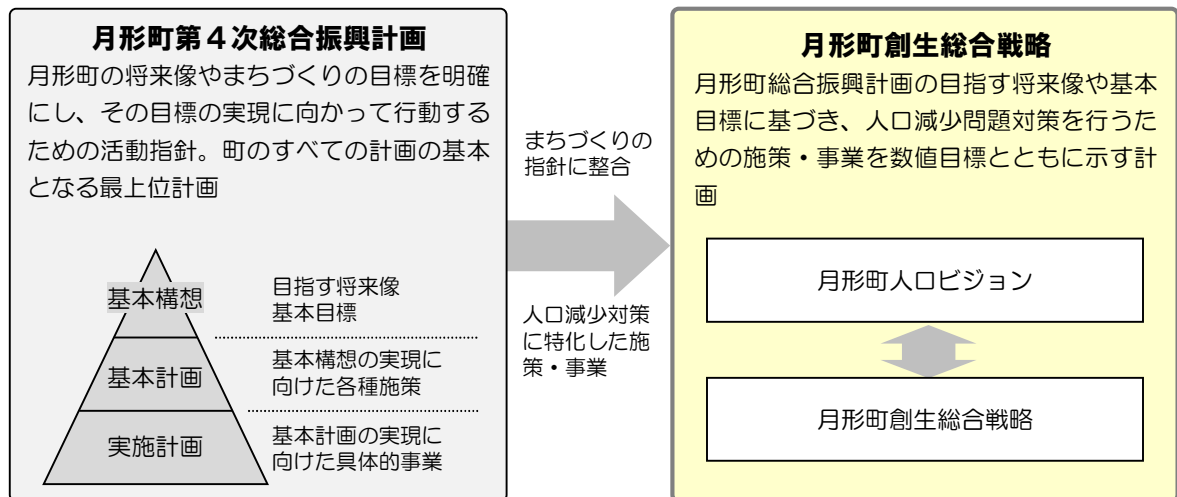 月形町第４次総合振興計画
月形町の将来像やまちづくりの目標を明確
にし、その目標の実現に向かって行動する
ための活動指針。町のすべての計画の基本
となる最上位計画
基本構想
目指す将来像
基本目標
基本計画
基本構想の実現に
向けた各種施策
実施計画
基本計画の実現に
向けた具体的事業
まちづくりの
指針に整合
人口減少対策
に特化した施
策・事業
月形町創生総合戦略
月形町総合振興計画の目指す将来像や基本
目標に基づき、人口減少問題対策を行うた
めの施策・事業を数値目標とともに示す計
画
月形町人口ビジョン
月形町創生総合戦略